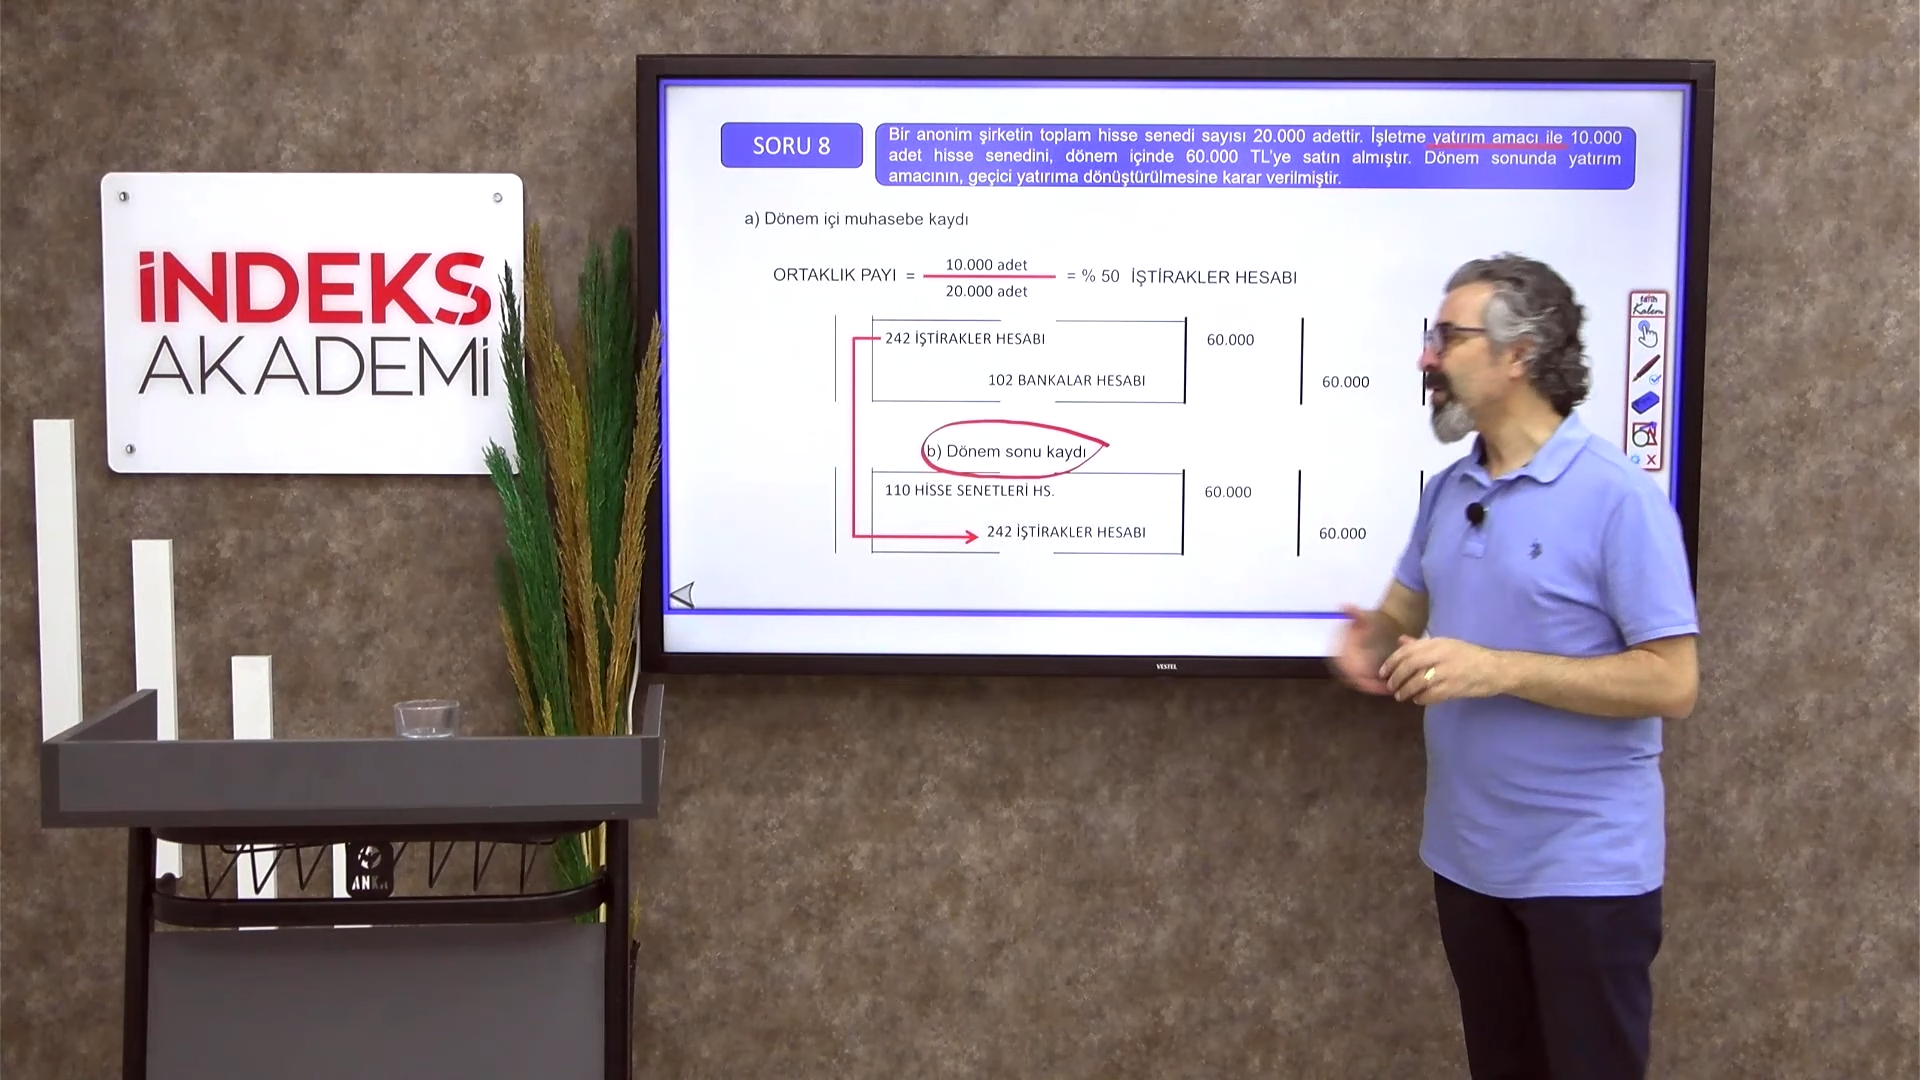 İNDEKS
AKADEMİ
SORU 8
Bir anonim şirketin toplam hisse senedi sayısı 20.000 adettir. İşletme yatırım amacı ile 10.000
adet hisse senedini, dönem içinde 60.000 TL'ye satın almıştır. Dönem sonunda yatırım
amacının, geçici yatırıma dönüştürülmesine karar verilmiştir.
a) Dönem içi muhasebe kaydı
ORTAKLIK PAYI = 10.000 adet = % 50 İŞTİRAKLER HESABI
20.000 adet
242 İŞTİRAKLER HESABI 60.000
102 BANKALAR HESABI 60.000
b) Dönem sonu kaydı
110 HİSSE SENETLERİ HS. 60.000
242 İŞTİRAKLER HESABI 60.000
fatih
Kalem
VESTEL
ANKA